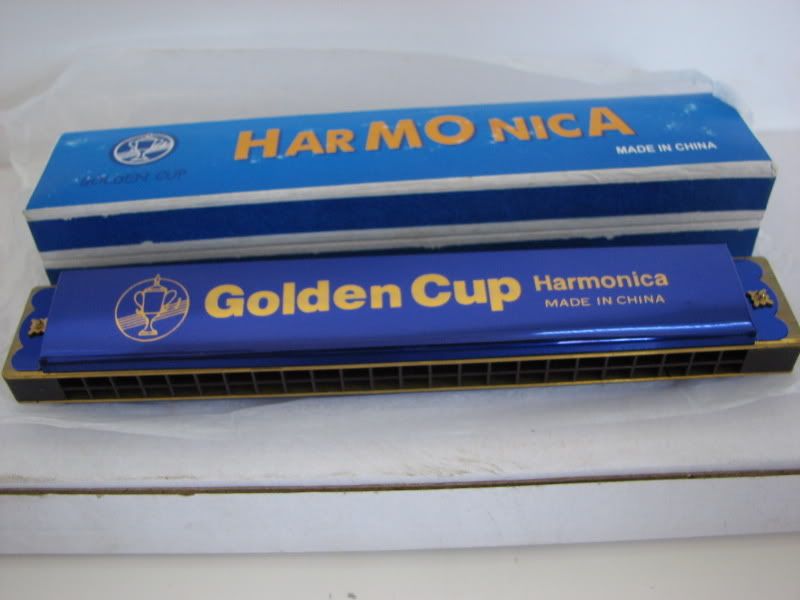 HARMONICA
MADE IN CHINA
GOLDEN CUP
Golden Cup Harmonica
MADE IN CHINA